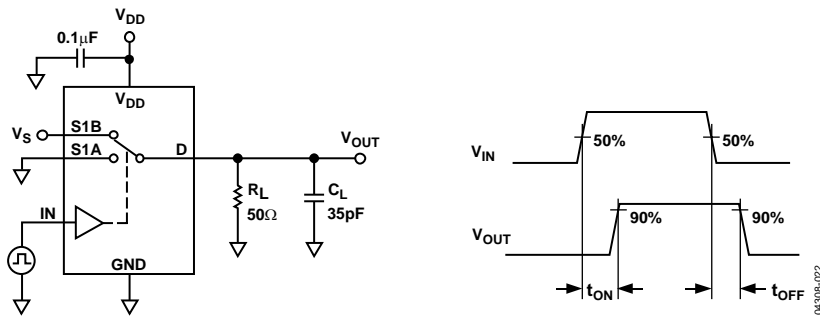 V_DD
0.1μF
V_DD
V_S
S1B
S1A
D
V_OUT
IN
R_L
50Ω
C_L
35pF
GND
V_IN
50%
50%
V_OUT
90%
90%
t_ON
t_OFF
04308-022